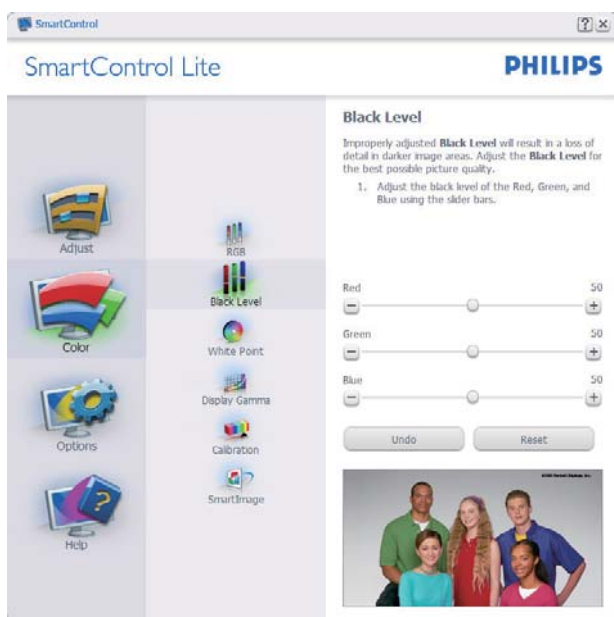 SmartControl
SmartControl Lite
PHILIPS
Adjust
Color
Options
Help
RGB
Black Level
White Point
Display Gamma
Calibration
SmartImage
Black Level
Improperly adjusted Black Level will result in a loss of
detail in darker image areas. Adjust the Black Level for
the best possible picture quality.
1. Adjust the black level of the Red, Green, and
Blue using the slider bars.
Red 50
Green 50
Blue 50
Undo Reset